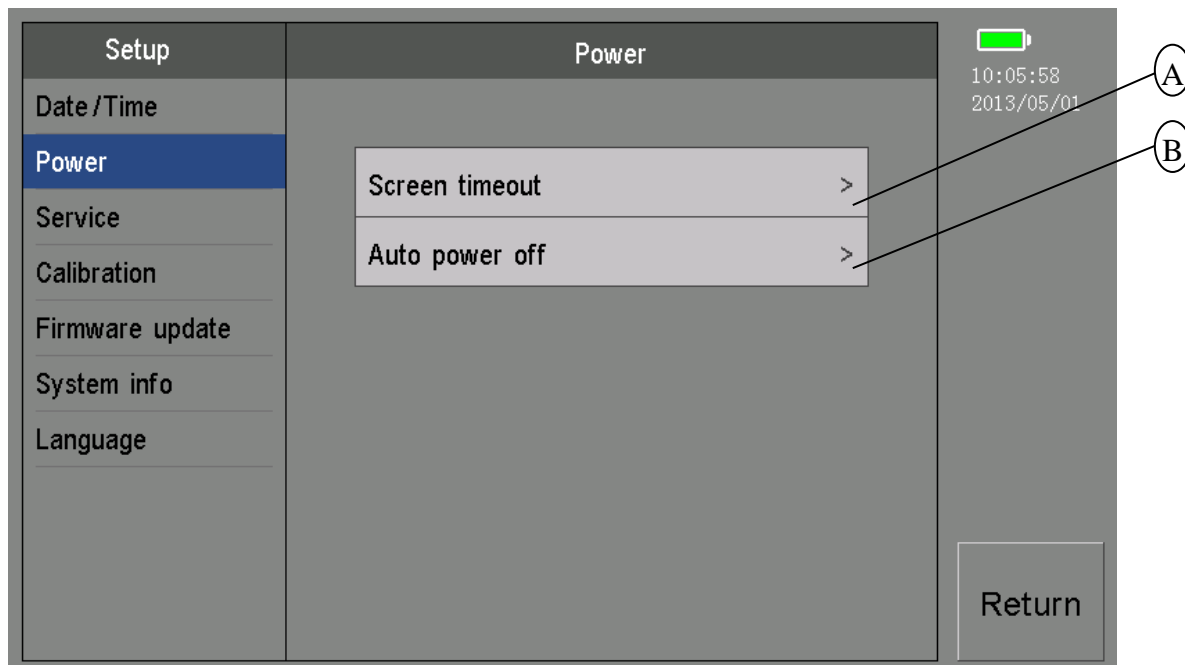 Setup
Power
10:05:58
2013/05/01
A
Date/Time
Power
B
Service
Calibration
Firmware update
System info
Language
Screen timeout >
Auto power off >
Return